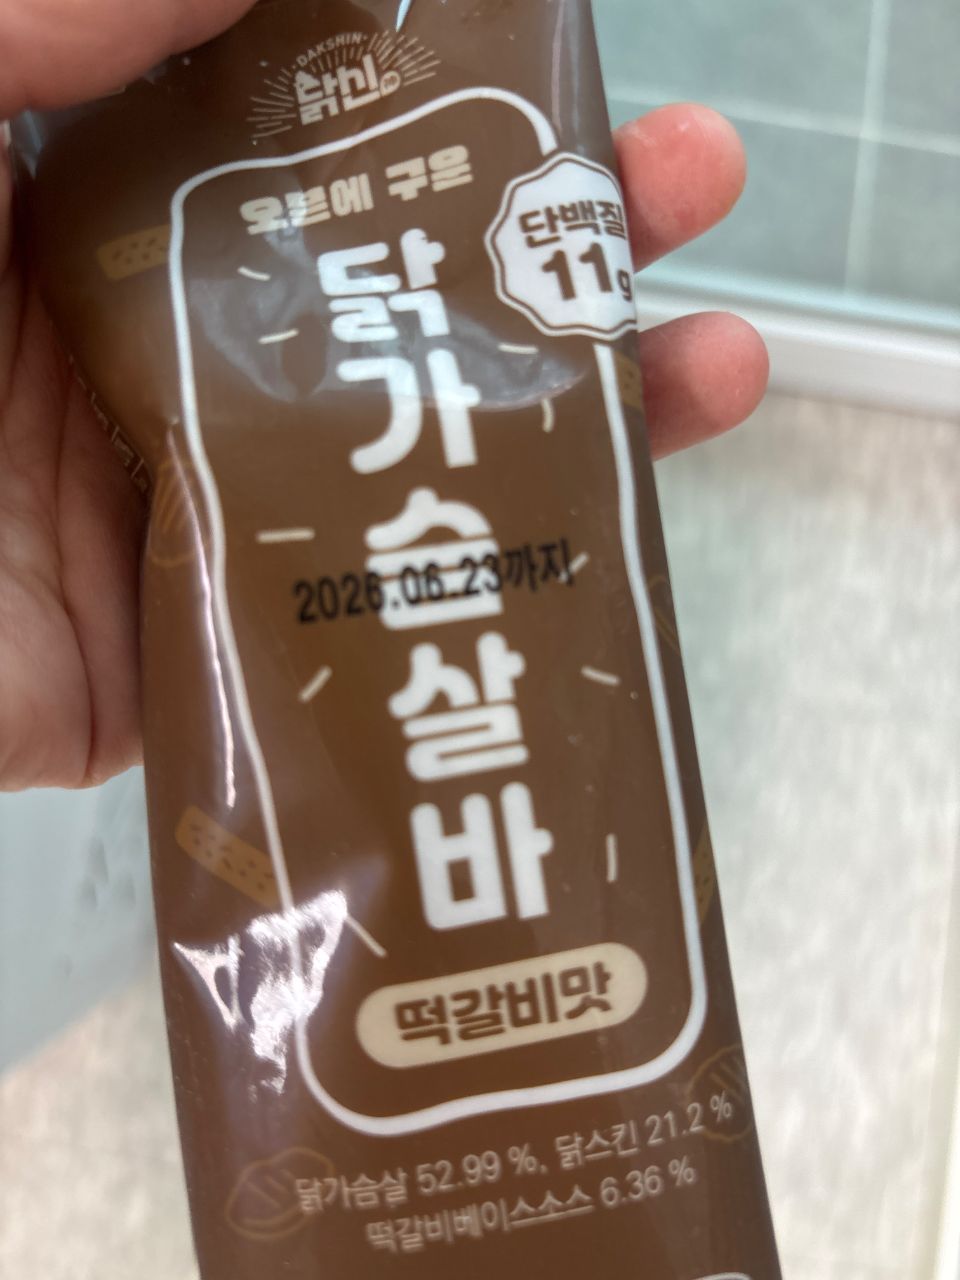 DAKSHIN
닭신
오븐에 구운
단백질
11g
닭
가
슴
살
바
2026.06.23까지
떡갈비맛
닭가슴살 52.99 %, 닭스킨 21.2 %
떡갈비베이스소스 6.36 %